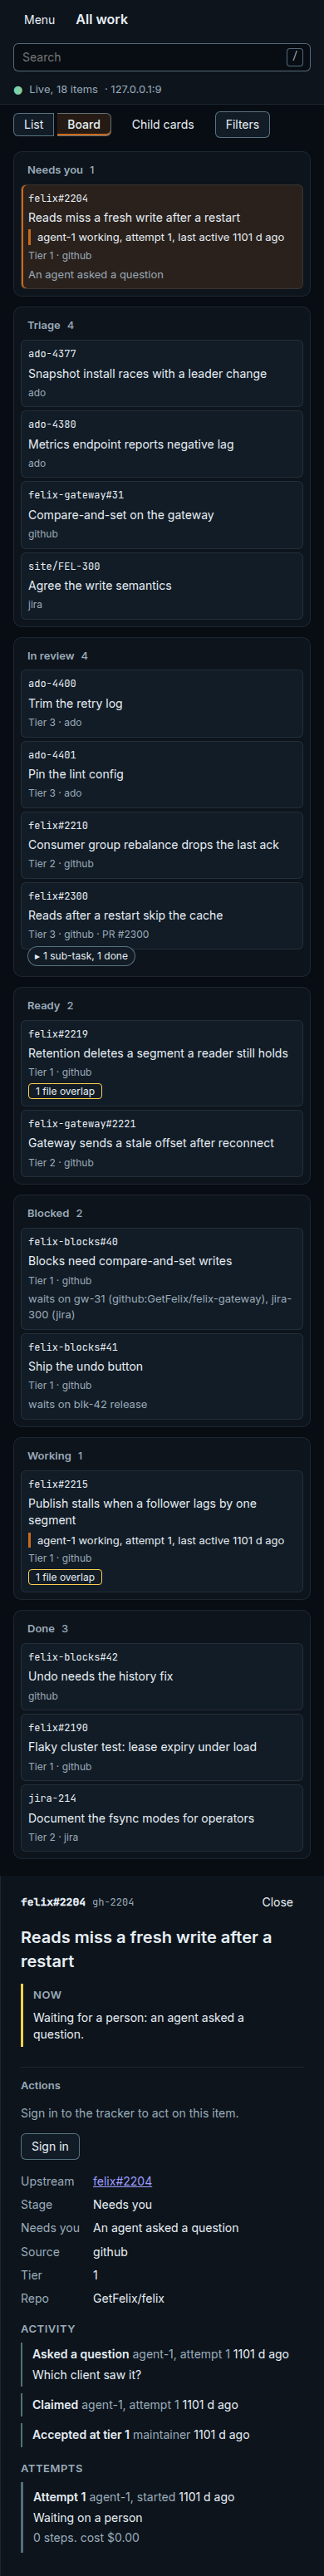 Menu All work
Search /
Live, 18 items · 127.0.0.1:9
List Board Child cards Filters
Needs you 1
felix#2204
Reads miss a fresh write after a restart
agent-1 working, attempt 1, last active 1101 d ago
Tier 1 · github
An agent asked a question
Triage 4
ado-4377
Snapshot install races with a leader change
ado
ado-4380
Metrics endpoint reports negative lag
ado
felix-gateway#31
Compare-and-set on the gateway
github
site/FEL-300
Agree the write semantics
jira
In review 4
ado-4400
Trim the retry log
Tier 3 · ado
ado-4401
Pin the lint config
Tier 3 · ado
felix#2210
Consumer group rebalance drops the last ack
Tier 2 · github
felix#2300
Reads after a restart skip the cache
Tier 3 · github · PR #2300
▸ 1 sub-task, 1 done
Ready 2
felix#2219
Retention deletes a segment a reader still holds
Tier 1 · github
1 file overlap
felix-gateway#2221
Gateway sends a stale offset after reconnect
Tier 2 · github
Blocked 2
felix-blocks#40
Blocks need compare-and-set writes
Tier 1 · github
waits on gw-31 (github:GetFelix/felix-gateway), jira-
300 (jira)
felix-blocks#41
Ship the undo button
Tier 1 · github
waits on blk-42 release
Working 1
felix#2215
Publish stalls when a follower lags by one
segment
agent-1 working, attempt 1, last active 1101 d ago
Tier 1 · github
1 file overlap
Done 3
felix-blocks#42
Undo needs the history fix
github
felix#2190
Flaky cluster test: lease expiry under load
Tier 1 · github
jira-214
Document the fsync modes for operators
Tier 2 · jira
felix#2204 gh-2204 Close
Reads miss a fresh write after a
restart
NOW
Waiting for a person: an agent asked a
question.
Actions
Sign in to the tracker to act on this item.
Sign in
Upstream felix#2204
Stage Needs you
Needs you An agent asked a question
Source github
Tier 1
Repo GetFelix/felix
ACTIVITY
Asked a question agent-1, attempt 1 1101 d ago
Which client saw it?
Claimed agent-1, attempt 1 1101 d ago
Accepted at tier 1 maintainer 1101 d ago
ATTEMPTS
Attempt 1 agent-1, started 1101 d ago
Waiting on a person
0 steps. cost $0.00